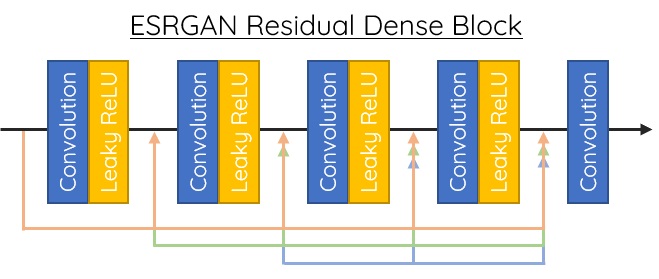 ESRGAN Residual Dense Block
Convolution
Leaky ReLU
Convolution
Leaky ReLU
Convolution
Leaky ReLU
Convolution
Leaky ReLU
Convolution